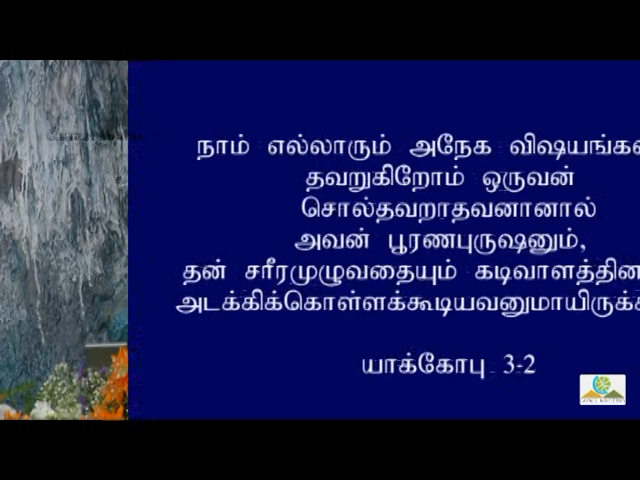 நாம் எல்லாரும் அநேக
தவறுகிறோம் ஒருவன்
சொல்தவறாதவனானால்
அவன் பூரணபுருஷனும்,
தன் சரீரமுழுவதையும்
யாக்கோபு 3-2